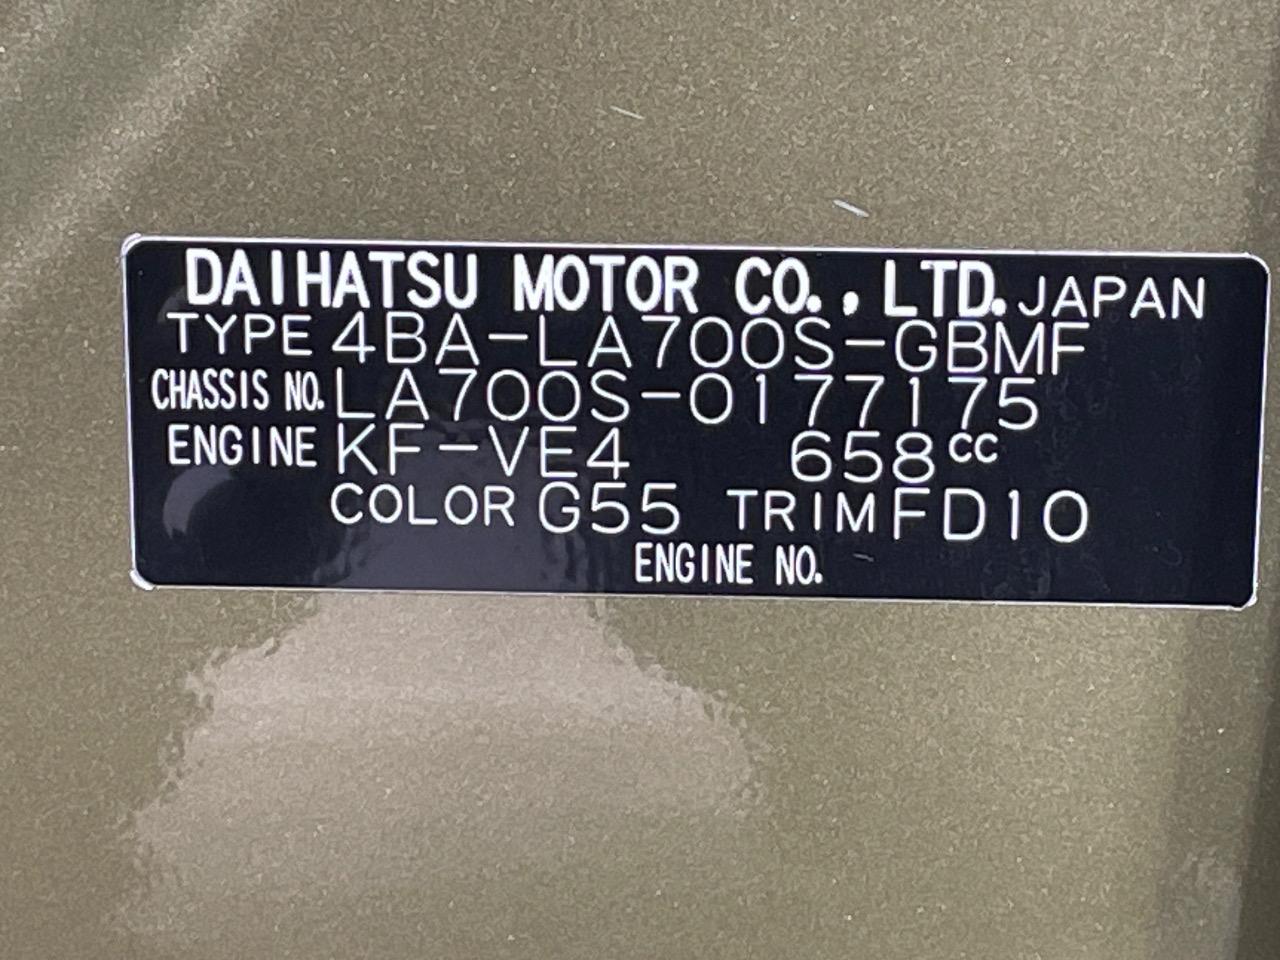 DAIHATSU MOTOR CO., LTD. JAPAN
TYPE 4BA-LA700S-GBMF
CHASSIS NO. LA700S-0177175
ENGINE KF-VE4 658cc
COLOR G55 TRIM FD10
ENGINE NO.